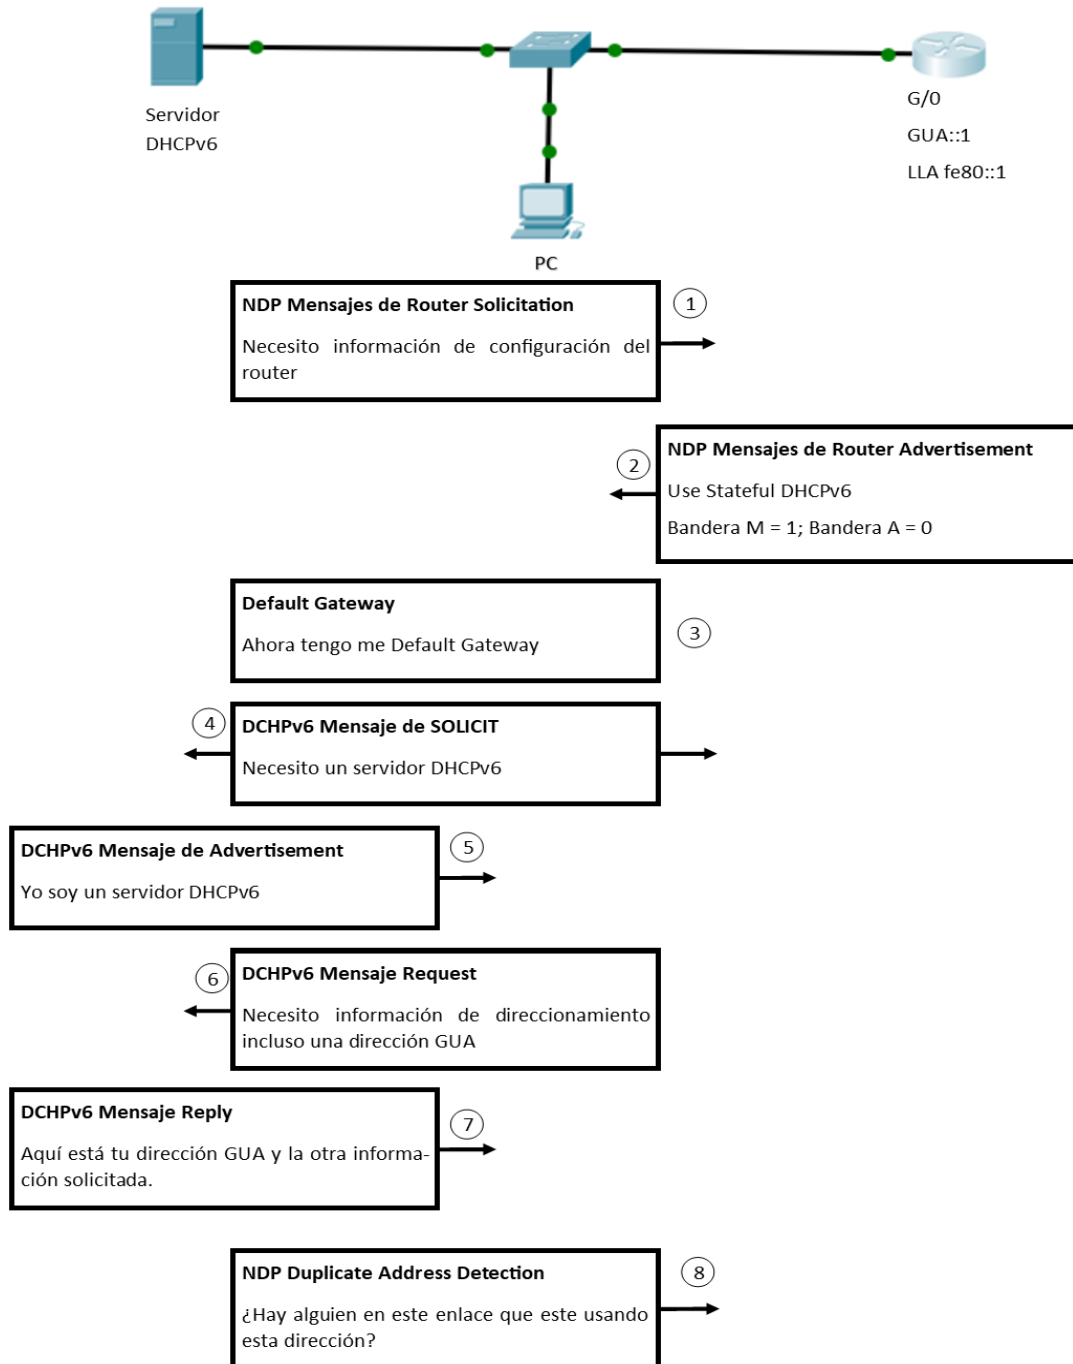 Servidor
DHCPv6
G/0
GUA::1
LLA fe80::1
PC
NDP Mensajes de Router Solicitation
1
Necesito información de configuración del
router
NDP Mensajes de Router Advertisement
2
Use Stateful DHCPv6
Bandera M = 1; Bandera A = 0
Default Gateway
3
Ahora tengo me Default Gateway
4
DCHPv6 Mensaje de SOLICIT
Necesito un servidor DHCPv6
DCHPv6 Mensaje de Advertisement
5
Yo soy un servidor DHCPv6
6
DCHPv6 Mensaje Request
Necesito información de direccionamiento
incluso una dirección GUA
DCHPv6 Mensaje Reply
7
Aquí está tu dirección GUA y la otra informa-
ción solicitada.
NDP Duplicate Address Detection
8
¿Hay alguien en este enlace que este usando
esta dirección?